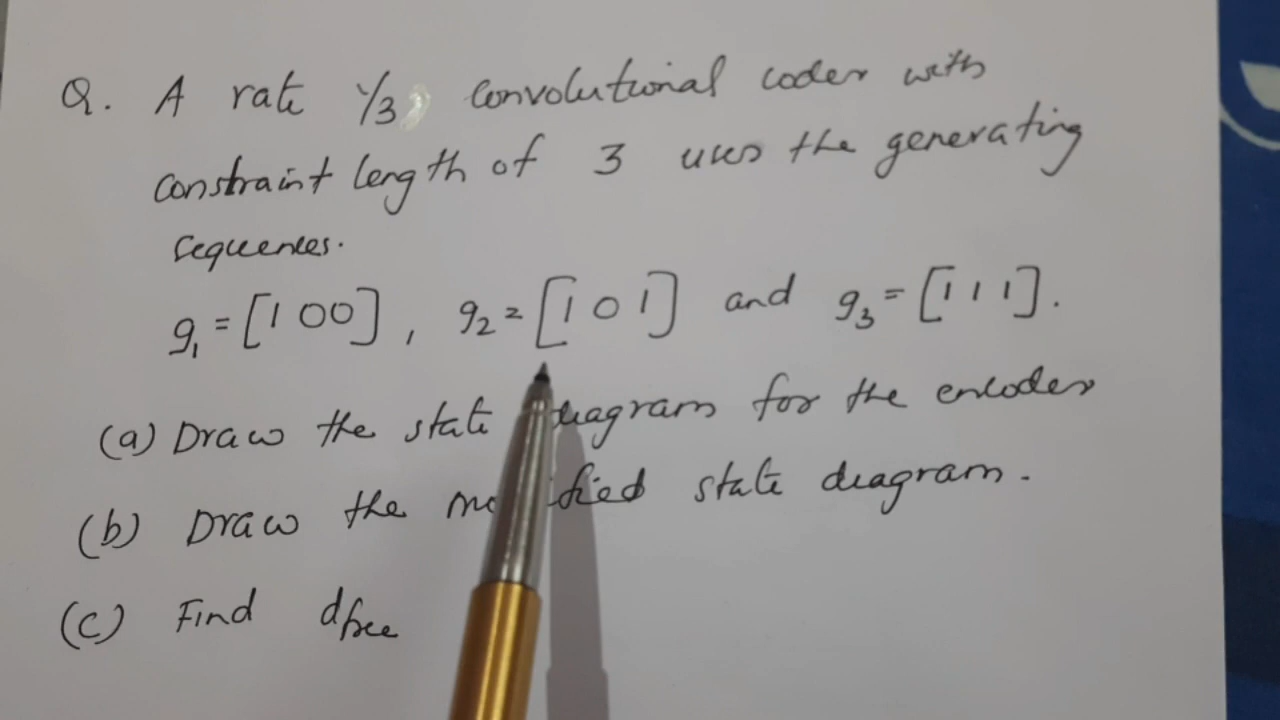 Q. A rate 1/3, Convolutional coder with
constraint length of 3 uses the generating
sequences.
g₁ = [1 0 0], g₂ = [1 0 1] and g₃ = [1 1 1].
(a) Draw the state diagram for the encoder
(b) Draw the modified state diagram.
(c) Find dfree